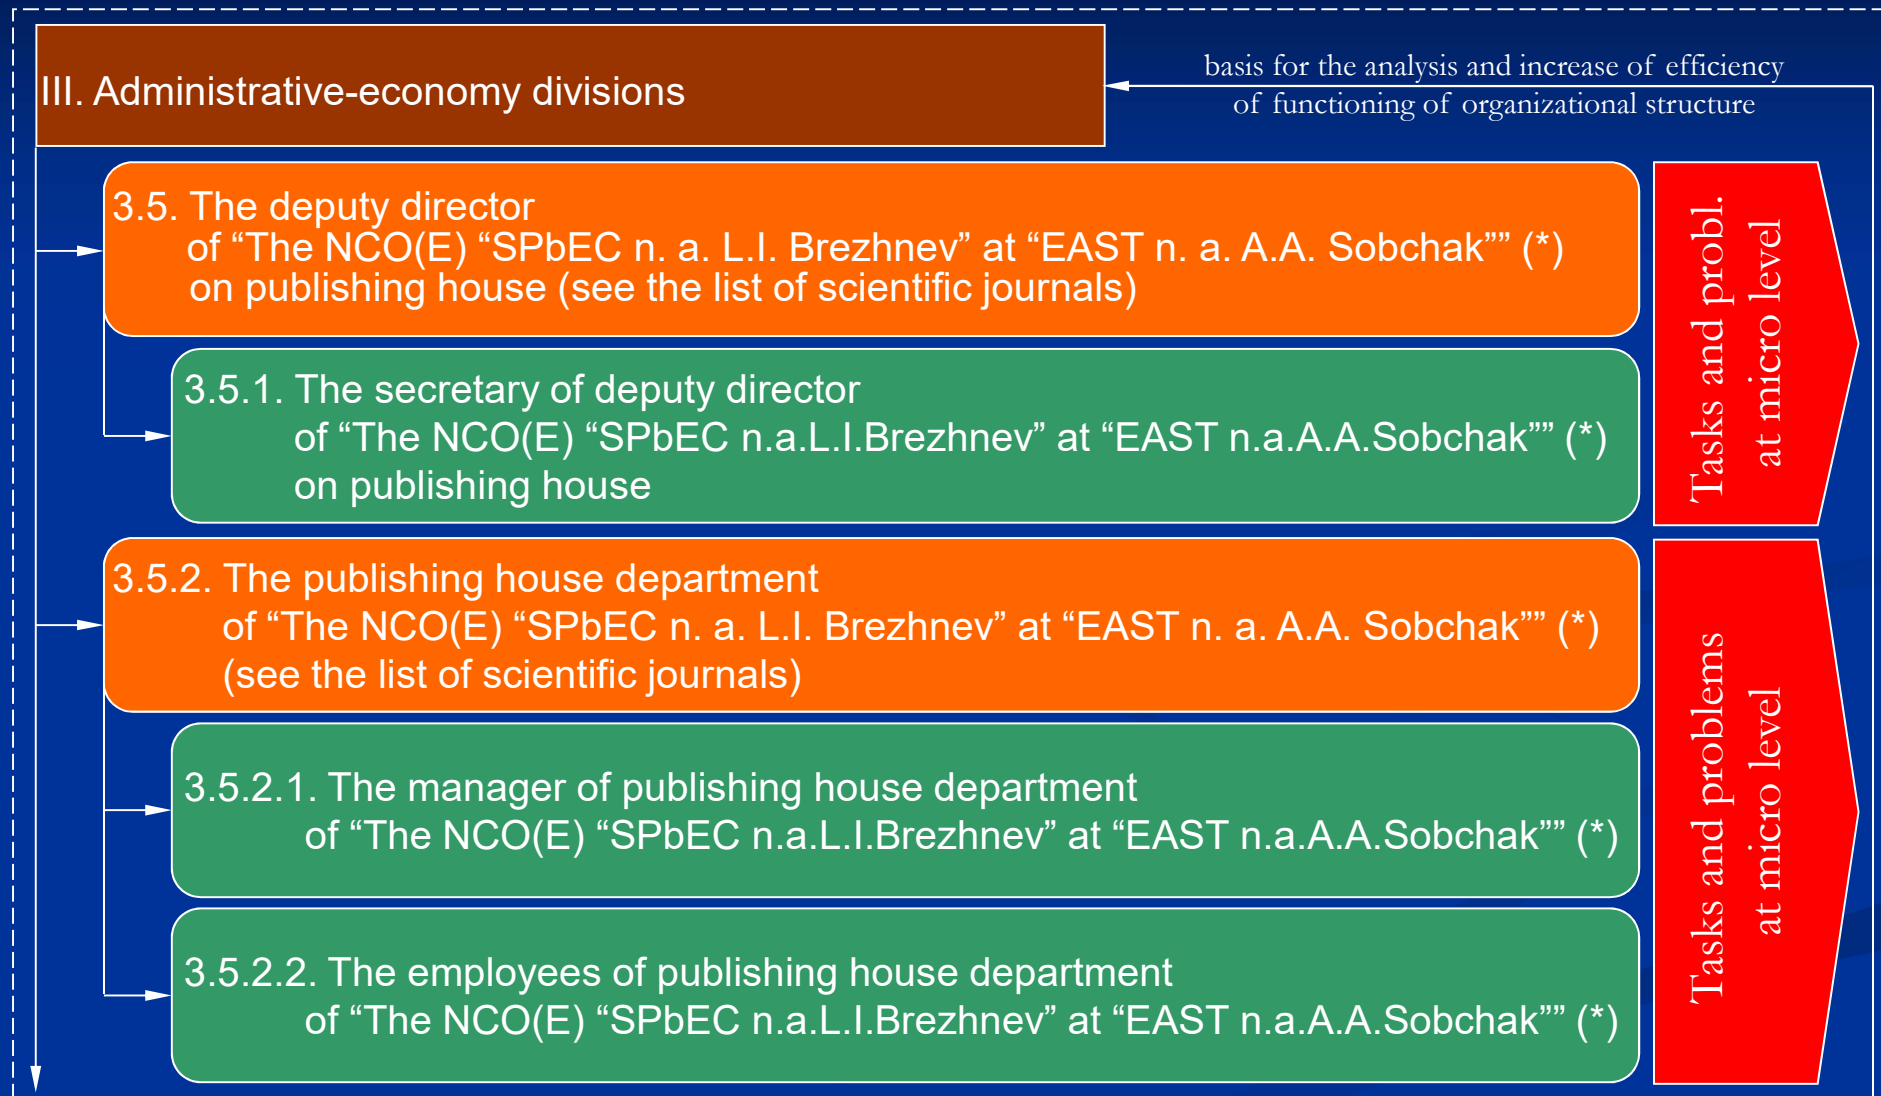 III. Administrative-economy divisions
basis for the analysis and increase of efficiency
of functioning of organizational structure
3.5. The deputy director
of “The NCO(E) “SPbEC n. a. L.I. Brezhnev” at “EAST n. a. A.A. Sobchak”” (*)
on publishing house (see the list of scientific journals)
3.5.1. The secretary of deputy director
of “The NCO(E) “SPbEC n.a.L.I.Brezhnev” at “EAST n.a.A.A.Sobchak”” (*)
on publishing house
Tasks and probl.
at micro level
3.5.2. The publishing house department
of “The NCO(E) “SPbEC n. a. L.I. Brezhnev” at “EAST n. a. A.A. Sobchak”” (*)
(see the list of scientific journals)
3.5.2.1. The manager of publishing house department
of “The NCO(E) “SPbEC n.a.L.I.Brezhnev” at “EAST n.a.A.A.Sobchak”” (*)
3.5.2.2. The employees of publishing house department
of “The NCO(E) “SPbEC n.a.L.I.Brezhnev” at “EAST n.a.A.A.Sobchak”” (*)
Tasks and problems
at micro level